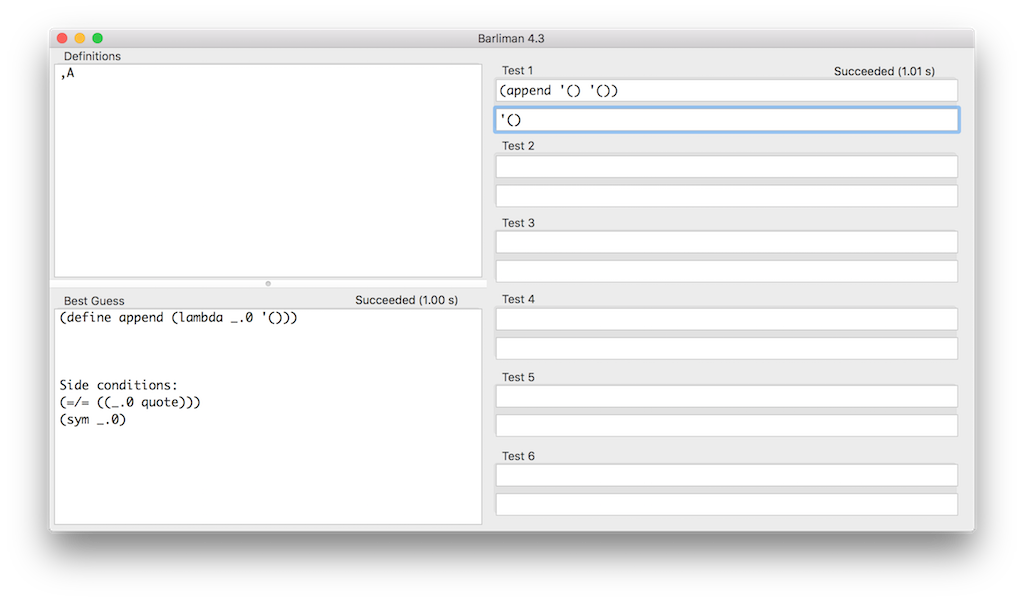 Barliman 4.3
Definitions
,A
Best Guess Succeeded (1.00 s)
(define append (lambda _.0 '()))
Side conditions:
(=/= ((_.0 quote)))
(sym _.0)
Test 1 Succeeded (1.01 s)
(append '() '())
'()
Test 2
Test 3
Test 4
Test 5
Test 6